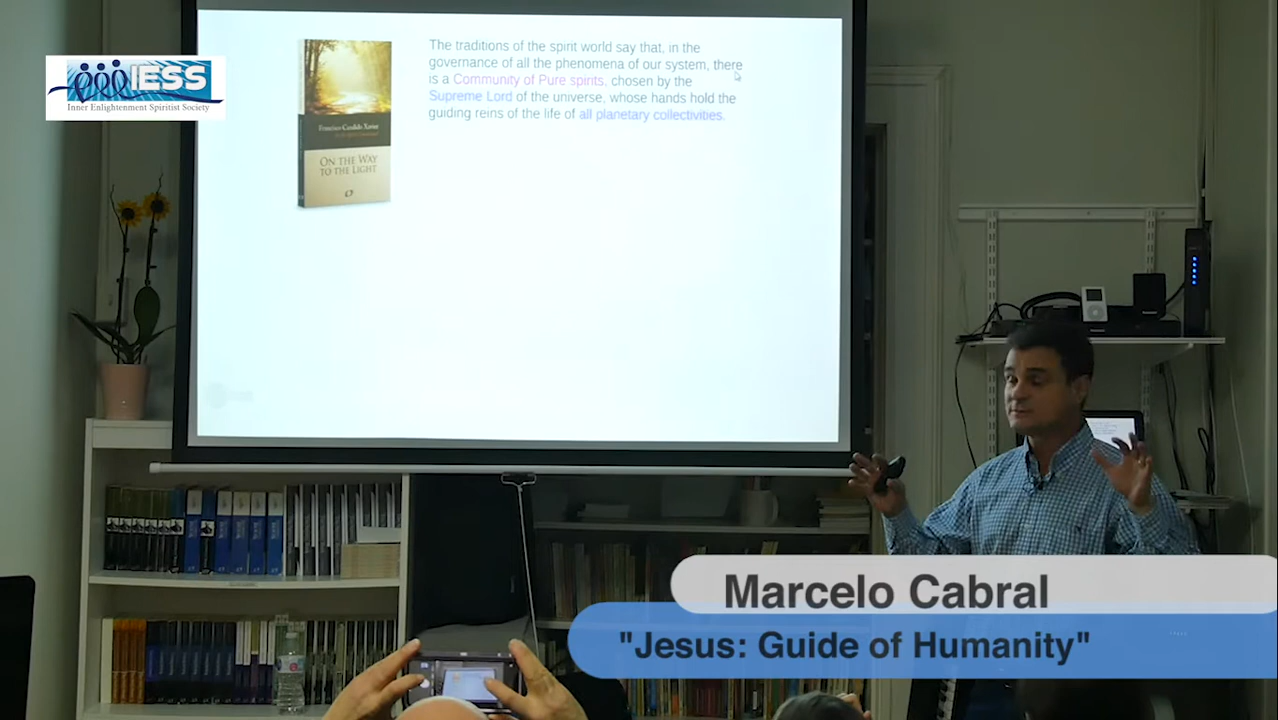 IESS
Inner Enlightenment Spiritist Society
The traditions of the spirit world say that, in the
governance of all the phenomena of our system, there
is a Community of Pure spirits, chosen by the
Supreme Lord of the universe, whose hands hold the
guiding reins of the life of all planetary collectivities.
Francisco Candido Xavier
ON THE WAY
TO THE LIGHT
Marcelo Cabral
"Jesus: Guide of Humanity"